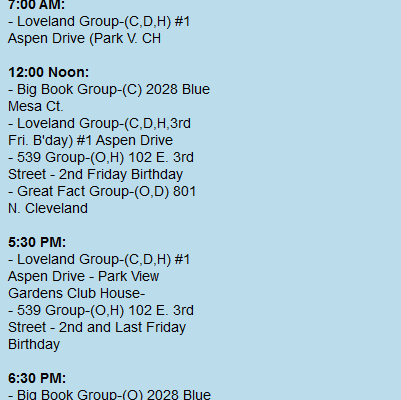 7:00 AM:
- Loveland Group-(C,D,H) #1
Aspen Drive (Park V. CH
12:00 Noon:
- Big Book Group-(C) 2028 Blue
Mesa Ct.
- Loveland Group-(C,D,H,3rd
Fri. B'day) #1 Aspen Drive
- 539 Group-(O,H) 102 E. 3rd
Street - 2nd Friday Birthday
- Great Fact Group-(O,D) 801
N. Cleveland
5:30 PM:
- Loveland Group-(C,D,H) #1
Aspen Drive - Park View
Gardens Club House-
- 539 Group-(O,H) 102 E. 3rd
Street - 2nd and Last Friday
Birthday
6:30 PM:
- Big Book Group-(O) 2028 Blue